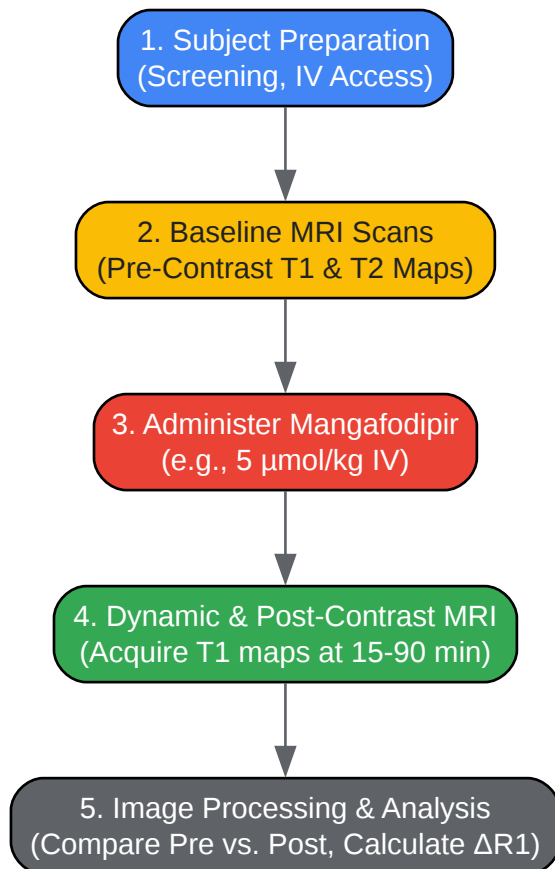 1. Subject Preparation
(Screening, IV Access)
2. Baseline MRI Scans
(Pre-Contrast T1 & T2 Maps)
3. Administer Mangafodipir
(e.g., 5 µmol/kg IV)
4. Dynamic & Post-Contrast MRI
(Acquire T1 maps at 15-90 min)
5. Image Processing & Analysis
(Compare Pre vs. Post, Calculate ΔR1)